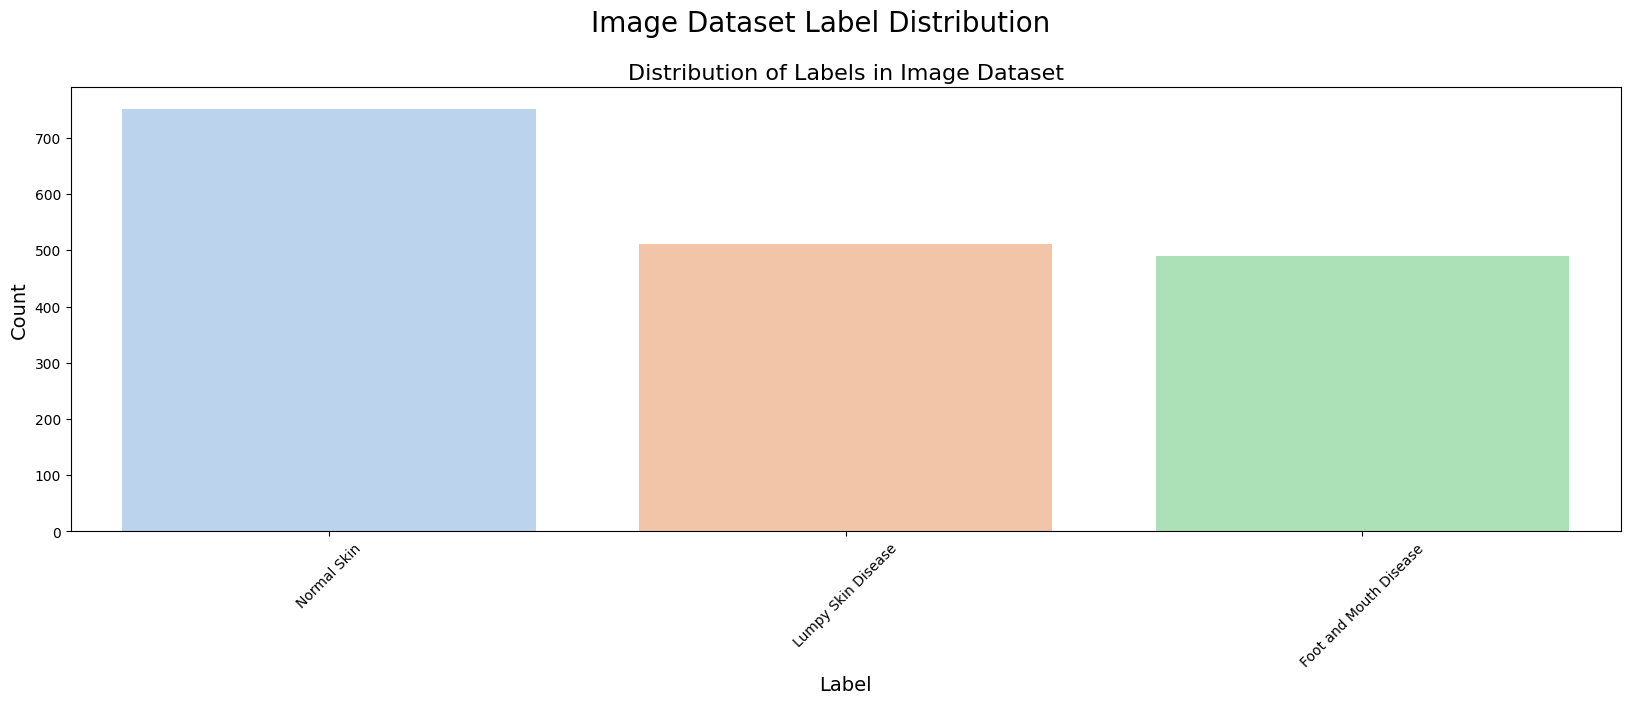 Image Dataset Label Distribution
Distribution of Labels in Image Dataset
Count
700
600
500
400
300
200
100
0
Normal Skin
Lumpy Skin Disease
Foot and Mouth Disease
Label